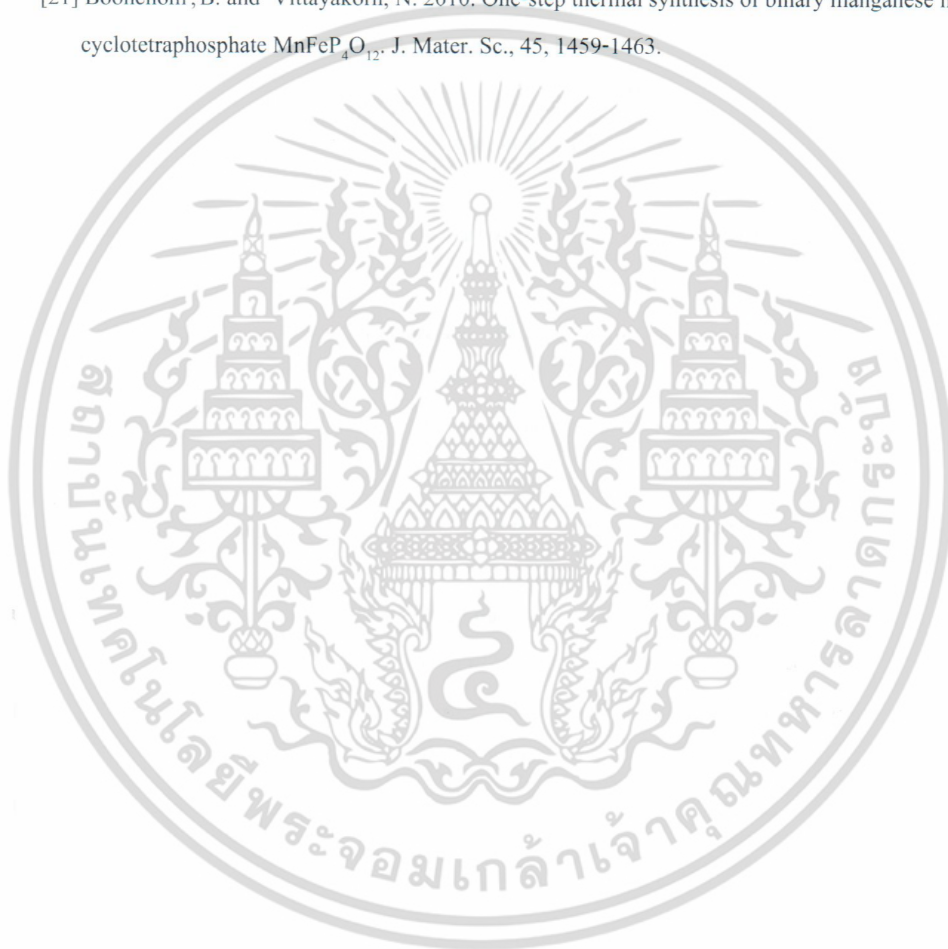 [21] Boonchom , B. and Vittayakorn, N. 2010. One-step thermal synthesis of binary manganese
cyclotetraphosphate MnFeP₄O₁₂. J. Mater. Sc., 45, 1459-1463.
สถาบันเทคโนโลยีพระจอมเกล้าเจ้าคุณทหารลาดกระบัง
๔